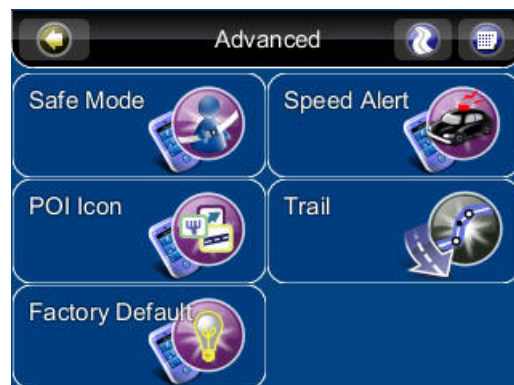 Advanced
Safe Mode
Speed Alert
POI Icon
Trail
Factory Default